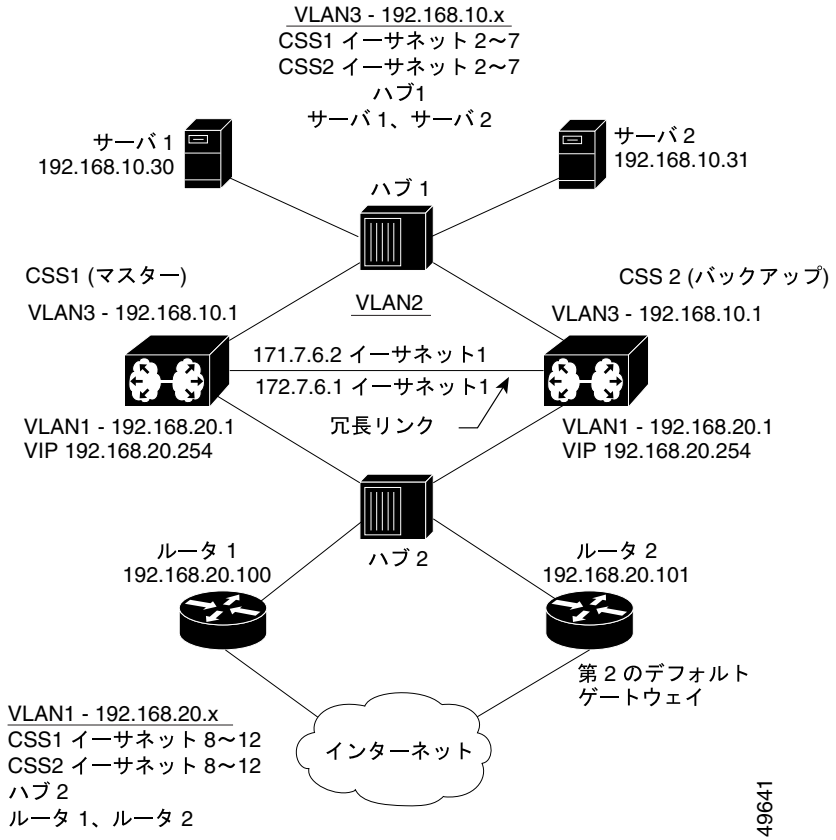 VLAN3 - 192.168.10.x
CSS1 イーサネット 2～7
CSS2 イーサネット 2～7
ハブ1
サーバ 1、サーバ 2
サーバ 1
192.168.10.30
サーバ 2
192.168.10.31
ハブ 1
CSS1 (マスター)
CSS 2 (バックアップ)
VLAN3 - 192.168.10.1
VLAN2
VLAN3 - 192.168.10.1
171.7.6.2 イーサネット1
172.7.6.1 イーサネット1
冗長リンク
VLAN1 - 192.168.20.1
VIP 192.168.20.254
VLAN1 - 192.168.20.1
VIP 192.168.20.254
ハブ 2
ルータ 1
192.168.20.100
ルータ 2
192.168.20.101
第 2 のデフォルト
ゲートウェイ
インターネット
VLAN1 - 192.168.20.x
CSS1 イーサネット 8～12
CSS2 イーサネット 8～12
ハブ 2
ルータ 1、ルータ 2
49641